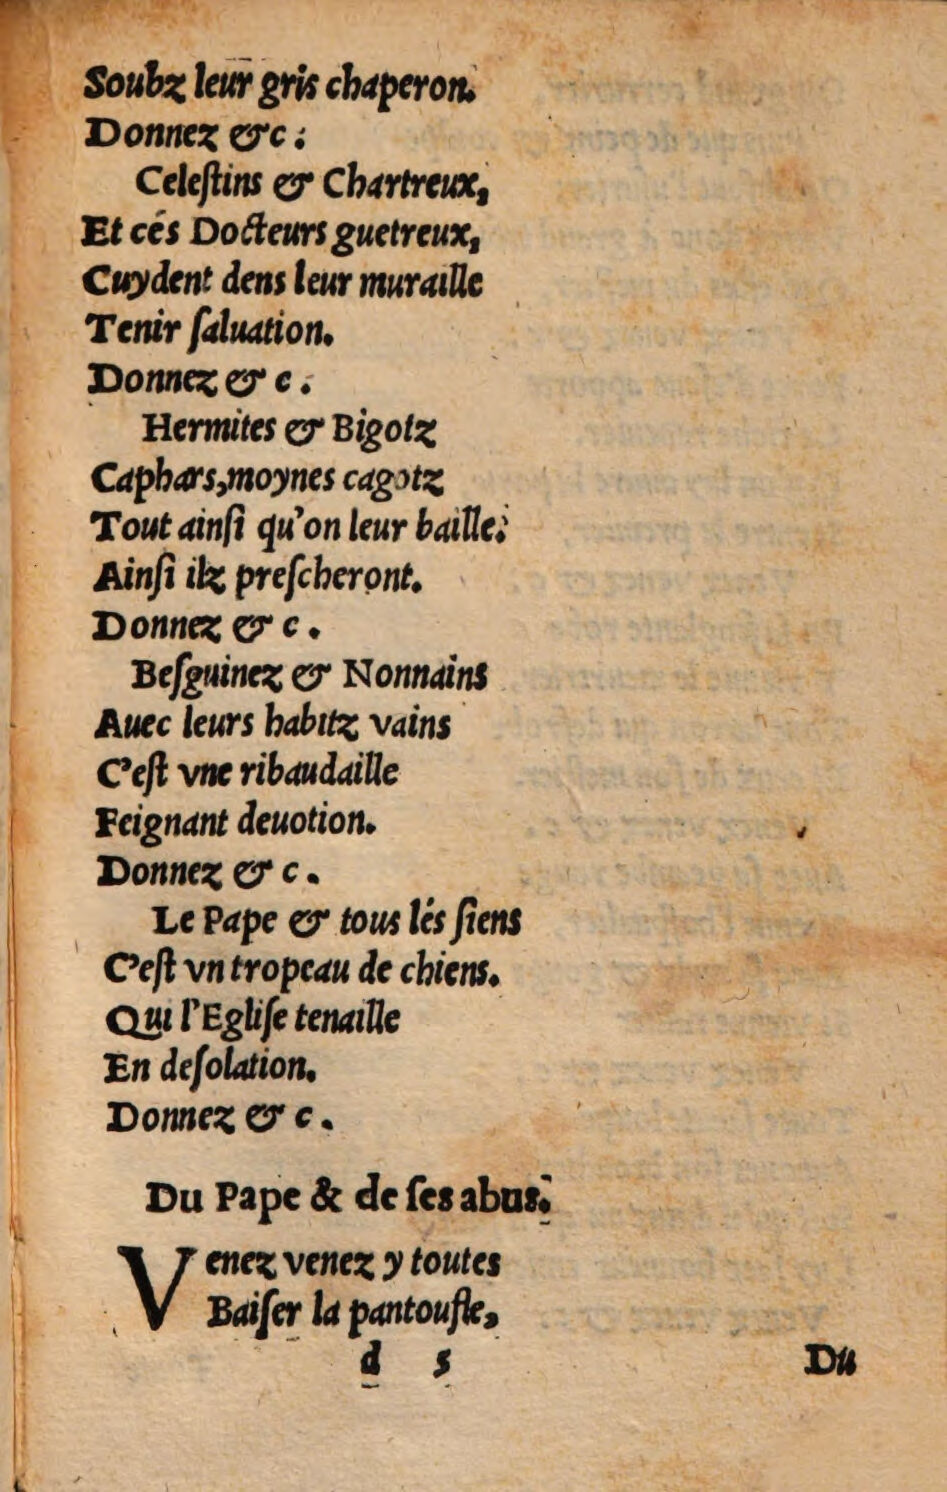 Soubz leur gris chaperon.
Donnez &c:
Celeſtins & Chartreux,
Et cés Docteurs guetreux,
Cuydent dens leur muraille
Tenir ſaluation.
Donnez & c.
Hermites & Bigotz
Caphars, moynes cagotz
Tout ainſi qu'on leur baille:
Ainſi ilz preſcheront.
Donnez & c.
Beſguinez & Nonnains
Auec leurs habitz vains
C'eſt vne ribaudaille
Feignant deuotion.
Donnez & c.
Le Pape & tous lés ſiens
C'eſt vn tropeau de chiens.
Qui l'Egliſe tenaille
En deſolation.
Donnez & c.
Du Pape & de ſes abus.
Venez venez y toutes
Baiſer la pantoufle,
d 5
Du